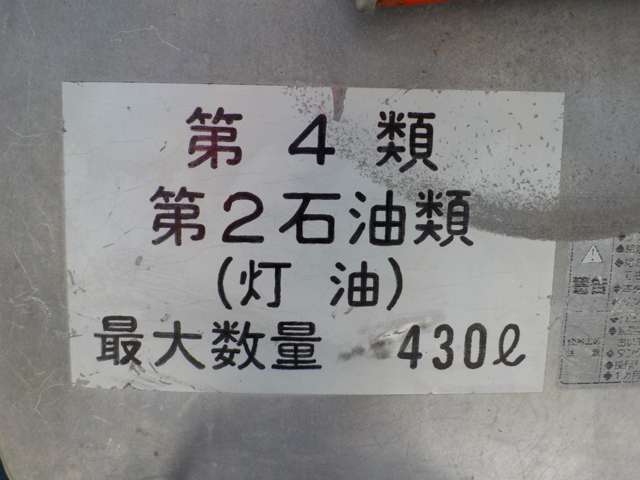 第4類
第2石油類
(灯油)
最大数量 430ℓ